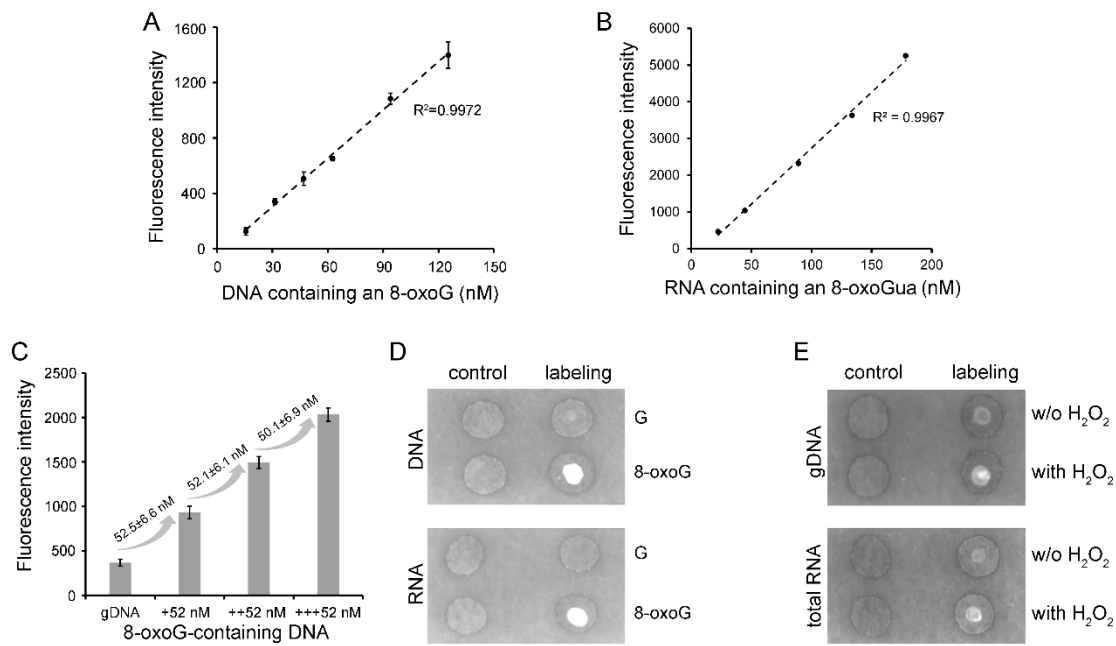 A
1600
1200
800
400
0
Fluorescence intensity
R²=0.9972
0
30
60
90
120
150
DNA containing an 8-oxoG (nM)
B
6000
5000
4000
3000
2000
1000
0
Fluorescence intensity
R² = 0.9967
0
50
100
150
200
RNA containing an 8-oxoGua (nM)
C
2500
2000
1500
1000
500
0
Fluorescence intensity
52.5±6.6 nM
52.1±6.1 nM
50.1±6.9 nM
gDNA
+52 nM
++52 nM
+++52 nM
8-oxoG-containing DNA
D
control
labeling
DNA
G
8-oxoG
RNA
G
8-oxoG
E
control
labeling
gDNA
w/o H₂O₂
with H₂O₂
total RNA
w/o H₂O₂
with H₂O₂